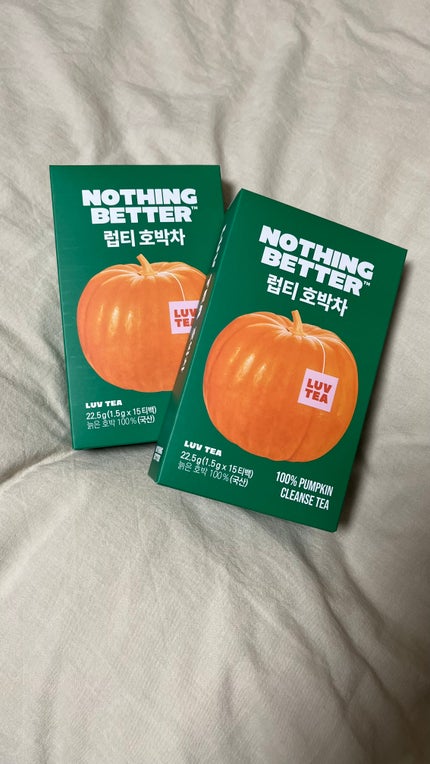 NOTHING
BETTER™
럽티 호박차
LUV
TEA
LUV TEA
22.5g(1.5g x 15티백)
늙은 호박 100%(국산)
NOTHING
BETTER™
럽티 호박차
LUV
TEA
LUV TEA
22.5g(1.5g x 15티백)
늙은 호박 100%(국산)
100% PUMPKIN
CLEANSE TEA